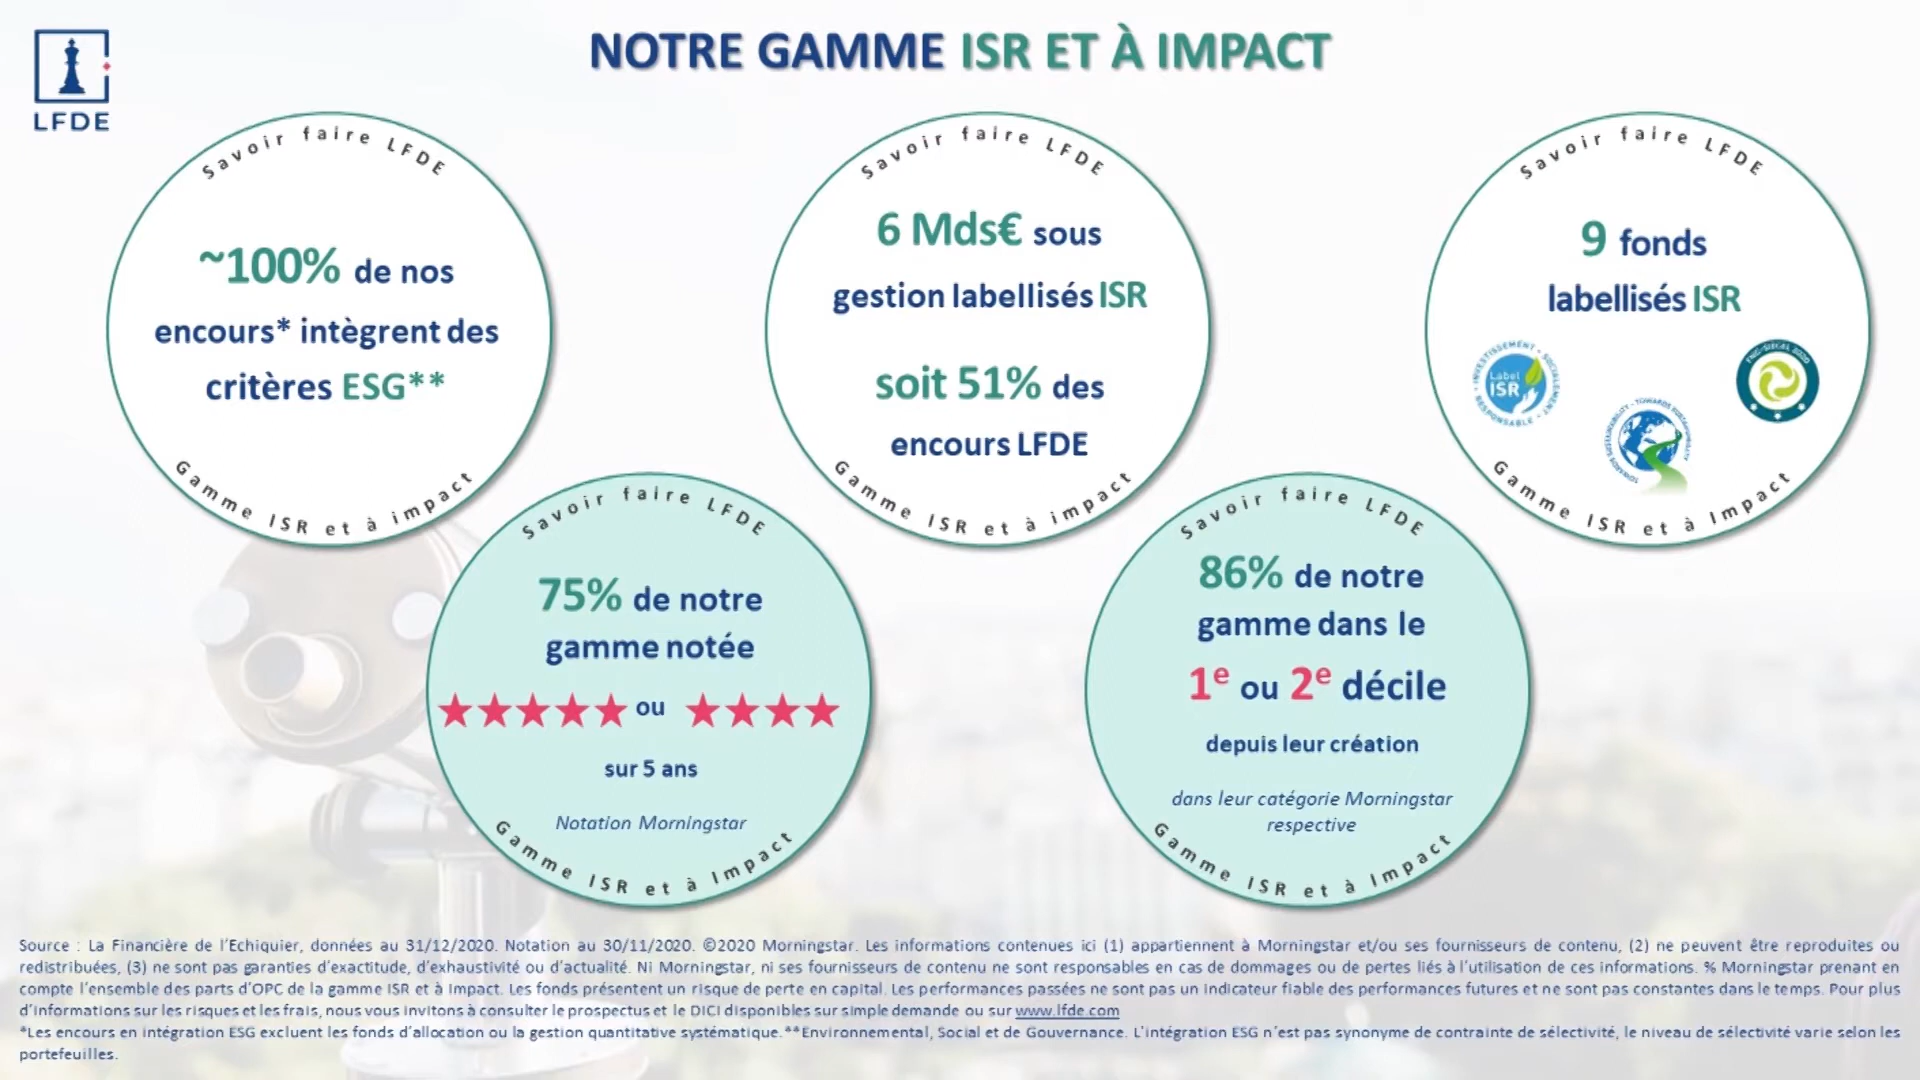 LFDE
NOTRE GAMME ISR ET À IMPACT
Savoir faire LFDE
~100% de nos
encours* intègrent des
critères ESG**
Gamme ISR et à impact
Savoir faire LFDE
6 Mds€ sous
gestion labellisés ISR
soit 51% des
encours LFDE
Gamme ISR et à impact
Savoir faire LFDE
9 fonds
labellisés ISR
INVESTISSEMENT • SOCIALEMENT • RESPONSABLE •
Label
ISR
TOWARDS SUSTAINABILITY • TOWARDS SUSTAINABILITY
FNG-SIEGEL 2020
Gamme ISR et à Impact
Savoir faire LFDE
75% de notre
gamme notée
ou
sur 5 ans
Notation Morningstar
Gamme ISR et à Impact
Savoir faire LFDE
86% de notre
gamme dans le
1e ou 2e décile
depuis leur création
dans leur catégorie Morningstar
respective
Gamme ISR et à Impact
Source : La Financière de l'Echiquier, données au 31/12/2020. Notation au 30/11/2020. ©2020 Morningstar. Les informations contenues ici (1) appartiennent à Morningstar et/ou ses fournisseurs de contenu, (2) ne peuvent être reproduites ou
redistribuées, (3) ne sont pas garanties d'exactitude, d'exhaustivité ou d'actualité. Ni Morningstar, ni ses fournisseurs de contenu ne sont responsables en cas de dommages ou de pertes liés à l'utilisation de ces informations. % Morningstar prenant en
compte l'ensemble des parts d'OPC de la gamme ISR et à Impact. Les fonds présentent un risque de perte en capital. Les performances passées ne sont pas un indicateur fiable des performances futures et ne sont pas constantes dans le temps. Pour plus
d'informations sur les risques et les frais, nous vous invitons à consulter le prospectus et le DICI disponibles sur simple demande ou sur www.lfde.com
*Les encours en intégration ESG excluent les fonds d'allocation ou la gestion quantitative systématique.**Environnemental, Social et de Gouvernance. L'intégration ESG n'est pas synonyme de contrainte de sélectivité, le niveau de sélectivité varie selon les
portefeuilles.